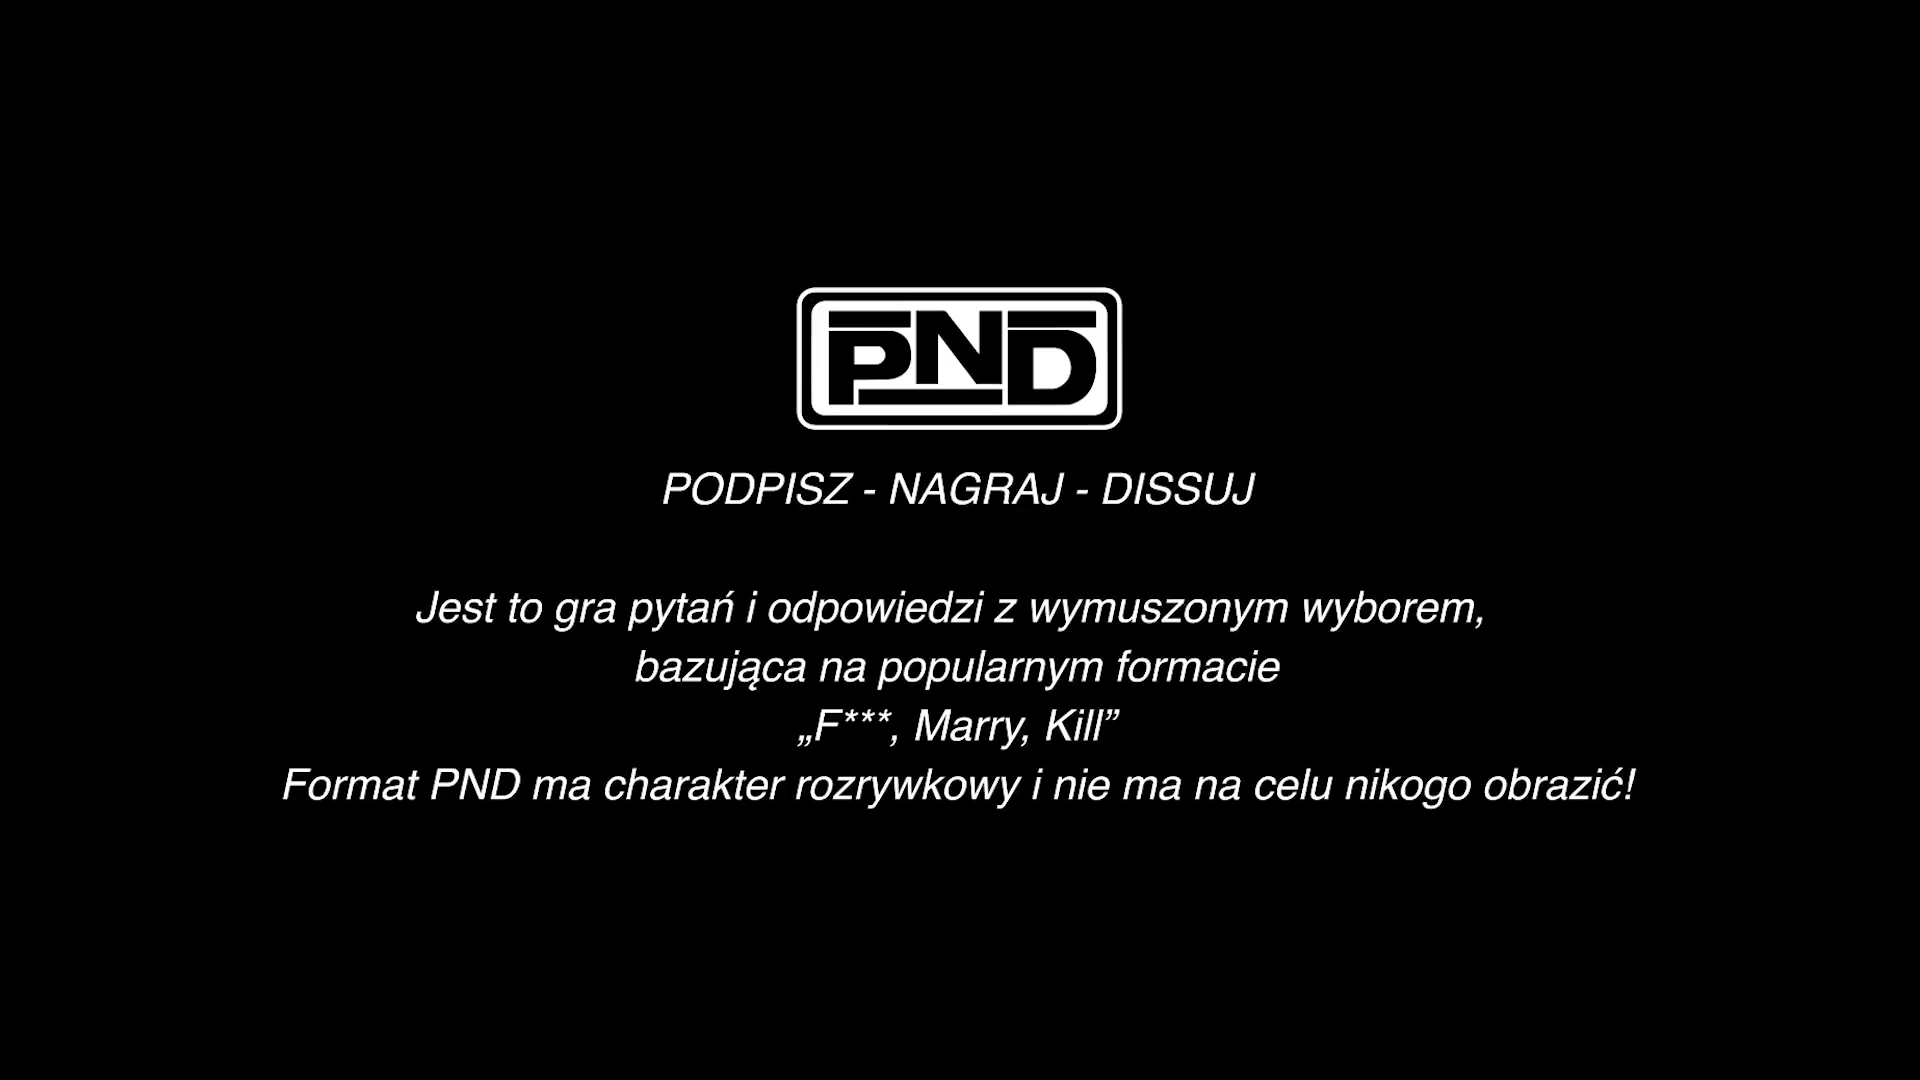 PND
PODPISZ - NAGRAJ - DISSUJ
Jest to gra pytań i odpowiedzi z wymuszonym wyborem,
bazująca na popularnym formacie
„F***, Marry, Kill”
Format PND ma charakter rozrywkowy i nie ma na celu nikogo obrazić!